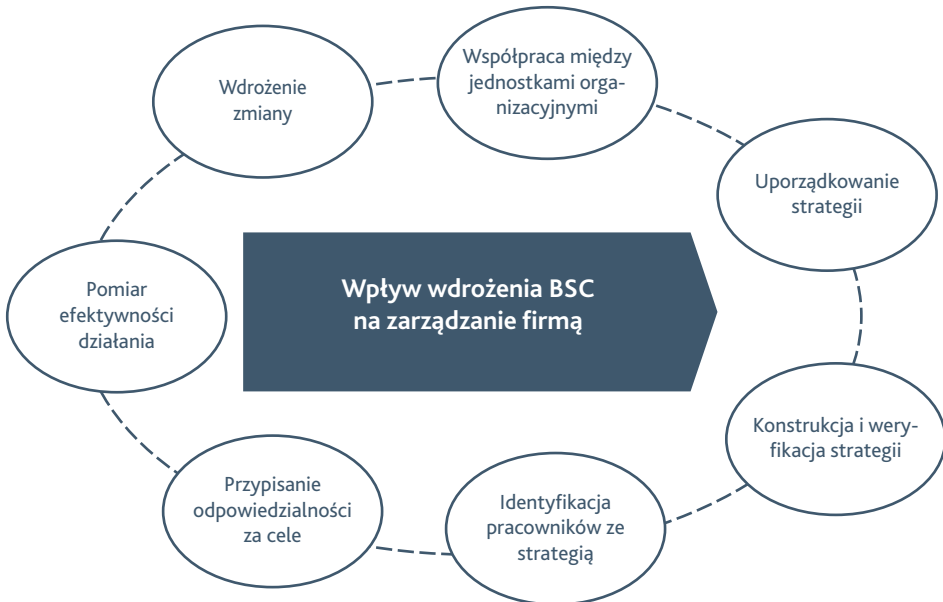 Wdrożenie
zmiany
Współpraca między
jednostkami orga-
nizacyjnymi
Uporządkowanie
strategii
Wpływ wdrożenia BSC
na zarządzanie firmą
Pomiar
efektywności
działania
Konstrukcja i wery-
fikacja strategii
Przypisanie
odpowiedzialności
za cele
Identyfikacja
pracowników ze
strategią